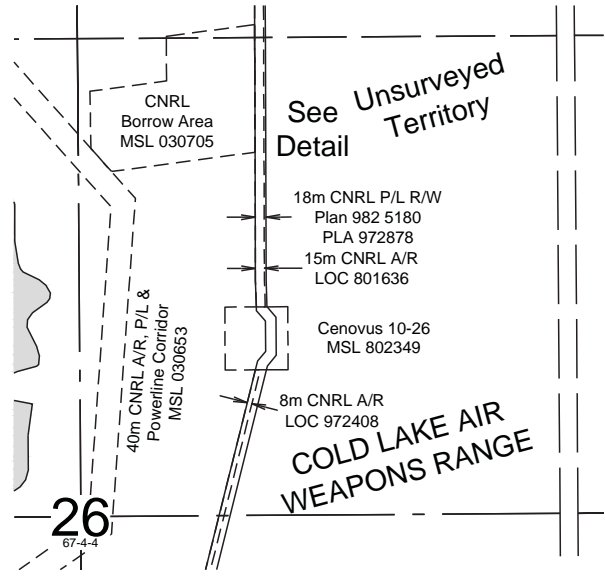 CNRL
Borrow Area
MSL 030705
See
Detail
Unsurveyed
Territory
18m CNRL P/L R/W
Plan 982 5180
PLA 972878
15m CNRL A/R
LOC 801636
Cenovus 10-26
MSL 802349
40m CNRL A/R, P/L &
Powerline Corridor
MSL 030653
8m CNRL A/R
LOC 972408
COLD LAKE AIR
WEAPONS RANGE
26
67-4-4